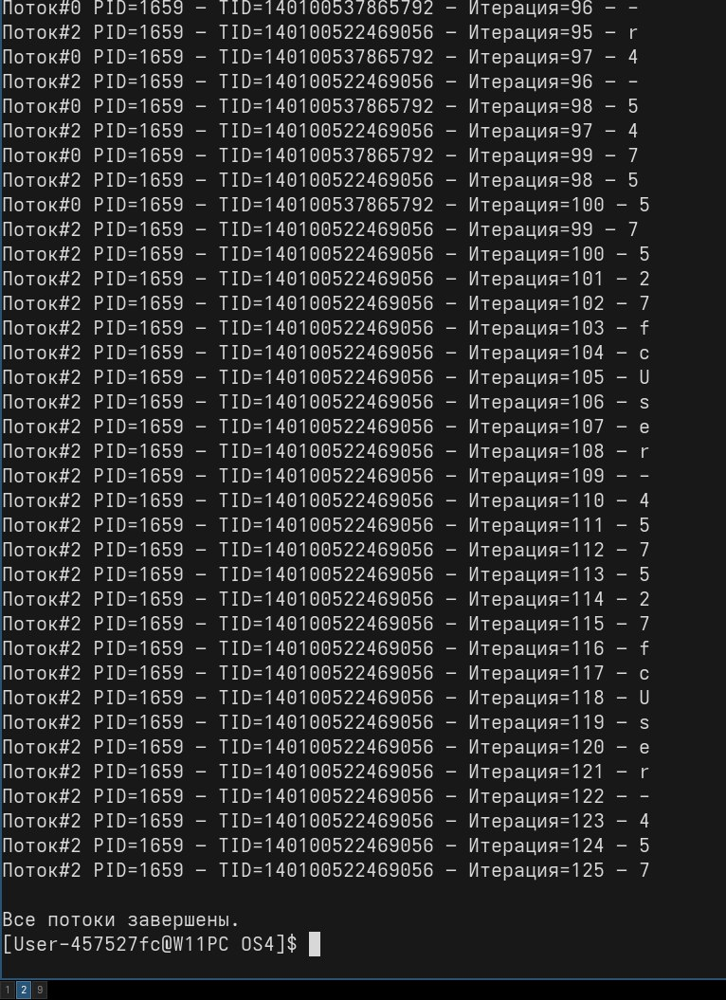 Поток#0 PID=1659 – TID=140100537865792 – Итерация=96 – -
Поток#2 PID=1659 – TID=140100522469056 – Итерация=95 – r
Поток#0 PID=1659 – TID=140100537865792 – Итерация=97 – 4
Поток#2 PID=1659 – TID=140100522469056 – Итерация=96 – -
Поток#0 PID=1659 – TID=140100537865792 – Итерация=98 – 5
Поток#2 PID=1659 – TID=140100522469056 – Итерация=97 – 4
Поток#0 PID=1659 – TID=140100537865792 – Итерация=99 – 7
Поток#2 PID=1659 – TID=140100522469056 – Итерация=98 – 5
Поток#0 PID=1659 – TID=140100537865792 – Итерация=100 – 5
Поток#2 PID=1659 – TID=140100522469056 – Итерация=99 – 7
Поток#2 PID=1659 – TID=140100522469056 – Итерация=100 – 5
Поток#2 PID=1659 – TID=140100522469056 – Итерация=101 – 2
Поток#2 PID=1659 – TID=140100522469056 – Итерация=102 – 7
Поток#2 PID=1659 – TID=140100522469056 – Итерация=103 – f
Поток#2 PID=1659 – TID=140100522469056 – Итерация=104 – c
Поток#2 PID=1659 – TID=140100522469056 – Итерация=105 – U
Поток#2 PID=1659 – TID=140100522469056 – Итерация=106 – s
Поток#2 PID=1659 – TID=140100522469056 – Итерация=107 – e
Поток#2 PID=1659 – TID=140100522469056 – Итерация=108 – r
Поток#2 PID=1659 – TID=140100522469056 – Итерация=109 – -
Поток#2 PID=1659 – TID=140100522469056 – Итерация=110 – 4
Поток#2 PID=1659 – TID=140100522469056 – Итерация=111 – 5
Поток#2 PID=1659 – TID=140100522469056 – Итерация=112 – 7
Поток#2 PID=1659 – TID=140100522469056 – Итерация=113 – 5
Поток#2 PID=1659 – TID=140100522469056 – Итерация=114 – 2
Поток#2 PID=1659 – TID=140100522469056 – Итерация=115 – 7
Поток#2 PID=1659 – TID=140100522469056 – Итерация=116 – f
Поток#2 PID=1659 – TID=140100522469056 – Итерация=117 – c
Поток#2 PID=1659 – TID=140100522469056 – Итерация=118 – U
Поток#2 PID=1659 – TID=140100522469056 – Итерация=119 – s
Поток#2 PID=1659 – TID=140100522469056 – Итерация=120 – e
Поток#2 PID=1659 – TID=140100522469056 – Итерация=121 – r
Поток#2 PID=1659 – TID=140100522469056 – Итерация=122 – -
Поток#2 PID=1659 – TID=140100522469056 – Итерация=123 – 4
Поток#2 PID=1659 – TID=140100522469056 – Итерация=124 – 5
Поток#2 PID=1659 – TID=140100522469056 – Итерация=125 – 7
Все потоки завершены.
[User-457527fc@W11PC OS4]$
1 2 9